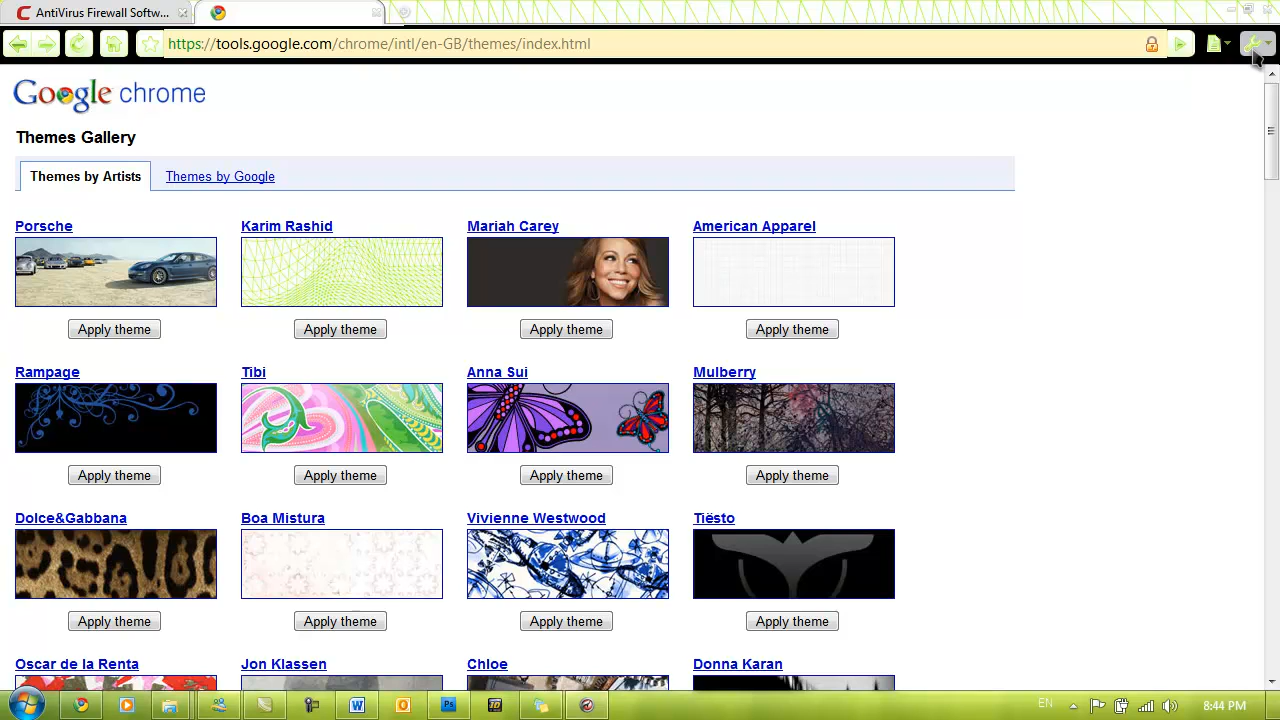 AntiVirus Firewall Softw...
https://tools.google.com/chrome/intl/en-GB/themes/index.html
Google chrome
Themes Gallery
Themes by Artists Themes by Google
Porsche Karim Rashid Mariah Carey American Apparel
Apply theme Apply theme Apply theme Apply theme
Rampage Tibi Anna Sui Mulberry
Apply theme Apply theme Apply theme Apply theme
Dolce&Gabbana Boa Mistura Vivienne Westwood Tiësto
Apply theme Apply theme Apply theme Apply theme
Oscar de la Renta Jon Klassen Chloe Donna Karan
EN 8:44 PM